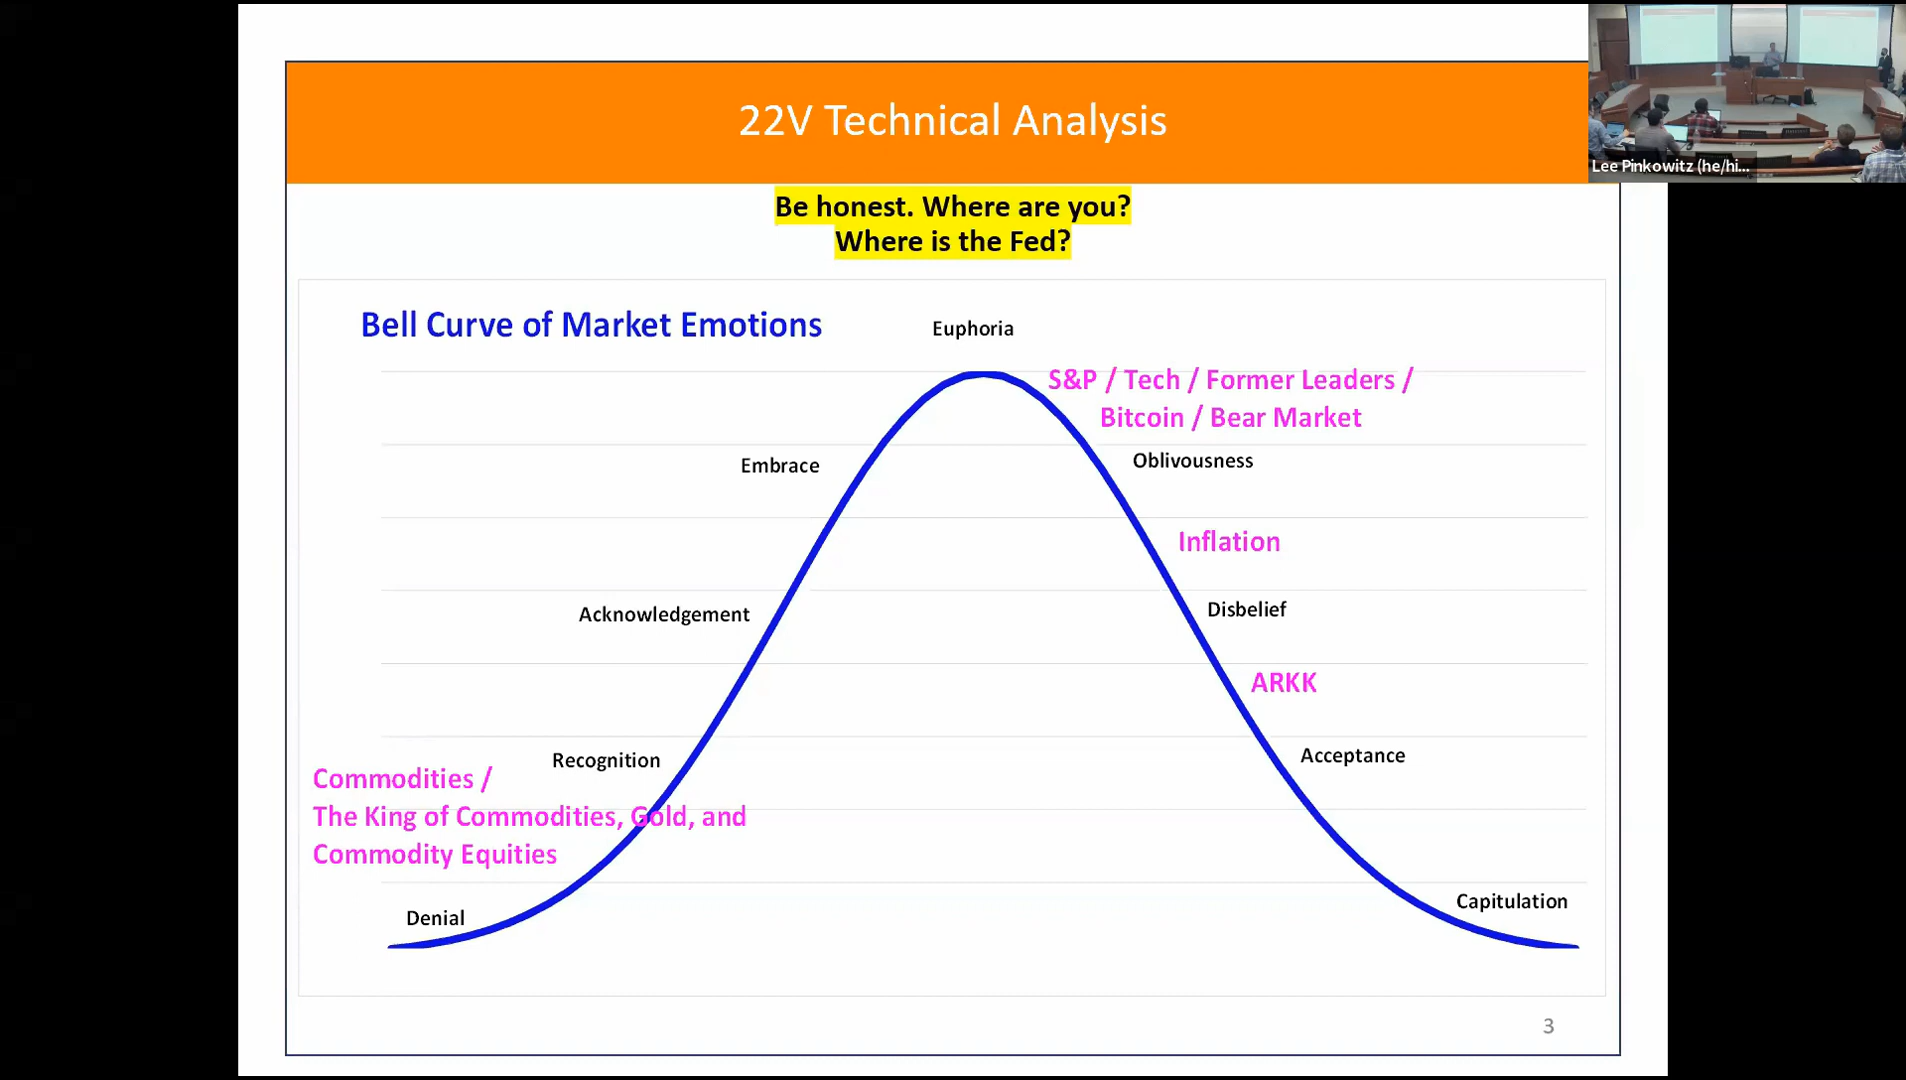 22V Technical Analysis
Lee Pinkowitz (he/hi...
Be honest. Where are you?
Where is the Fed?
Bell Curve of Market Emotions
Euphoria
S&P / Tech / Former Leaders /
Bitcoin / Bear Market
Embrace
Oblivousness
Inflation
Acknowledgement
Disbelief
ARKK
Recognition
Acceptance
Commodities /
The King of Commodities, Gold, and
Commodity Equities
Capitulation
Denial
3